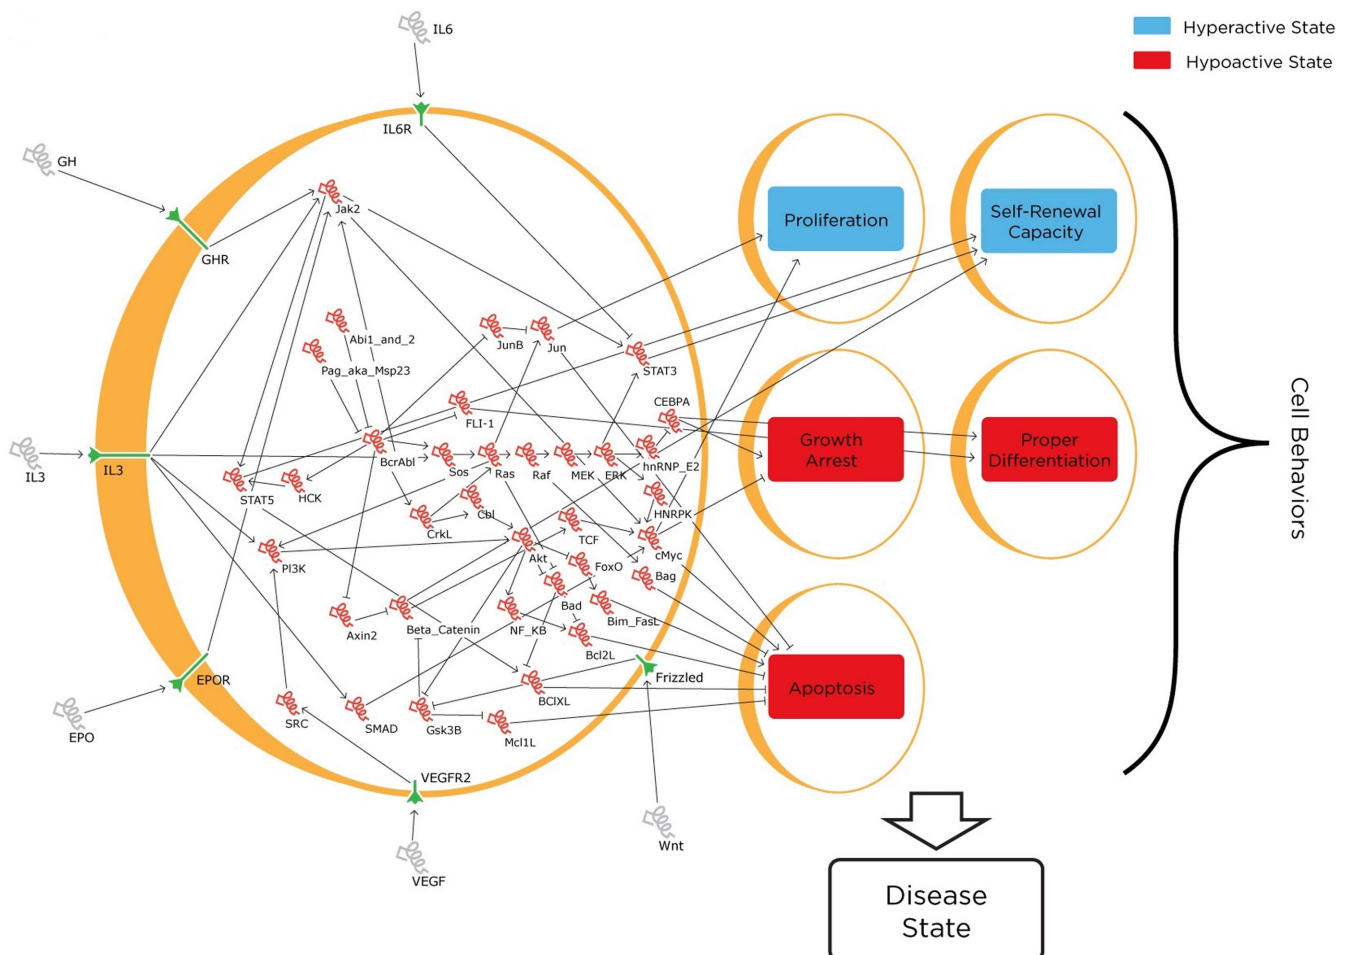 IL6
Hyperactive State
Hypoactive State
IL6R
GH
Jak2
GHR
Proliferation
Self-Renewal
Capacity
Abi1_and_2
Pag_aka_Msp23
JunB
Jun
STAT3
CEBPA
FLI-1
BcrAbl
Sos
Ras
Raf
MEK
ERK
hnRNP_E2
Growth
Arrest
Proper
Differentiation
Cell Behaviors
IL3
IL3
STAT5
HCK
CrkL
Cbl
HNRPK
TCF
cMyc
PI3K
Akt
FoxO
Bag
Bad
Axin2
Beta_Catenin
NF_KB
Bim_FasL
Bcl2L
EPOR
Frizzled
Apoptosis
EPO
SRC
SMAD
Gsk3B
BClXL
Mcl1L
VEGFR2
Wnt
VEGF
Disease
State